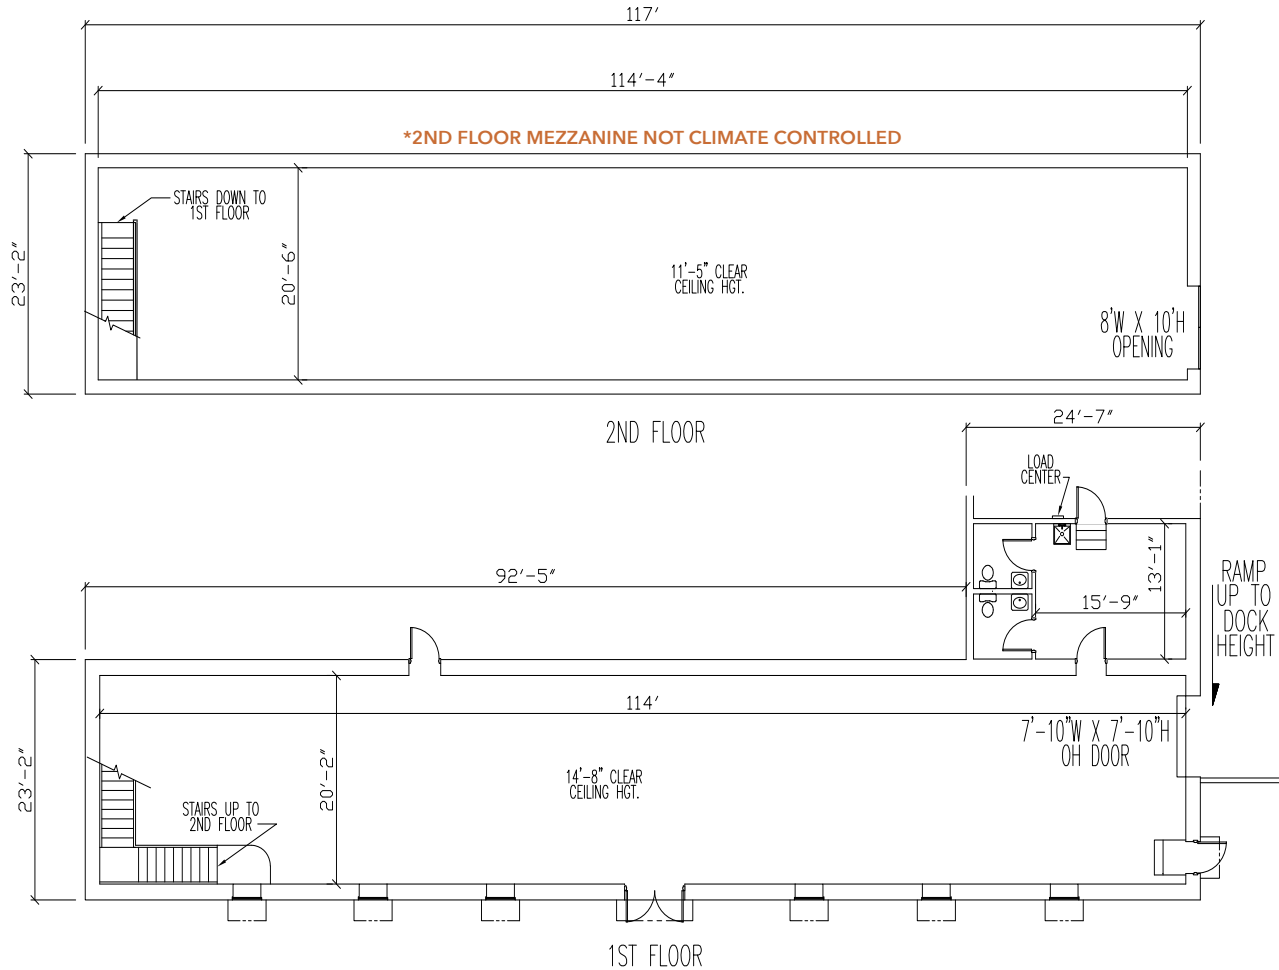 117'
114'-4"
*2ND FLOOR MEZZANINE NOT CLIMATE CONTROLLED
STAIRS DOWN TO
1ST FLOOR
23'-2"
20'-6"
11'-5" CLEAR
CEILING HGT.
8'W X 10'H
OPENING
2ND FLOOR
24'-7"
LOAD
CENTER
92'-5"
13'-1"
15'-9"
RAMP
UP TO
DOCK
HEIGHT
114'
7'-10"W X 7'-10"H
OH DOOR
23'-2"
20'-2"
14'-8" CLEAR
CEILING HGT.
STAIRS UP TO
2ND FLOOR
1ST FLOOR